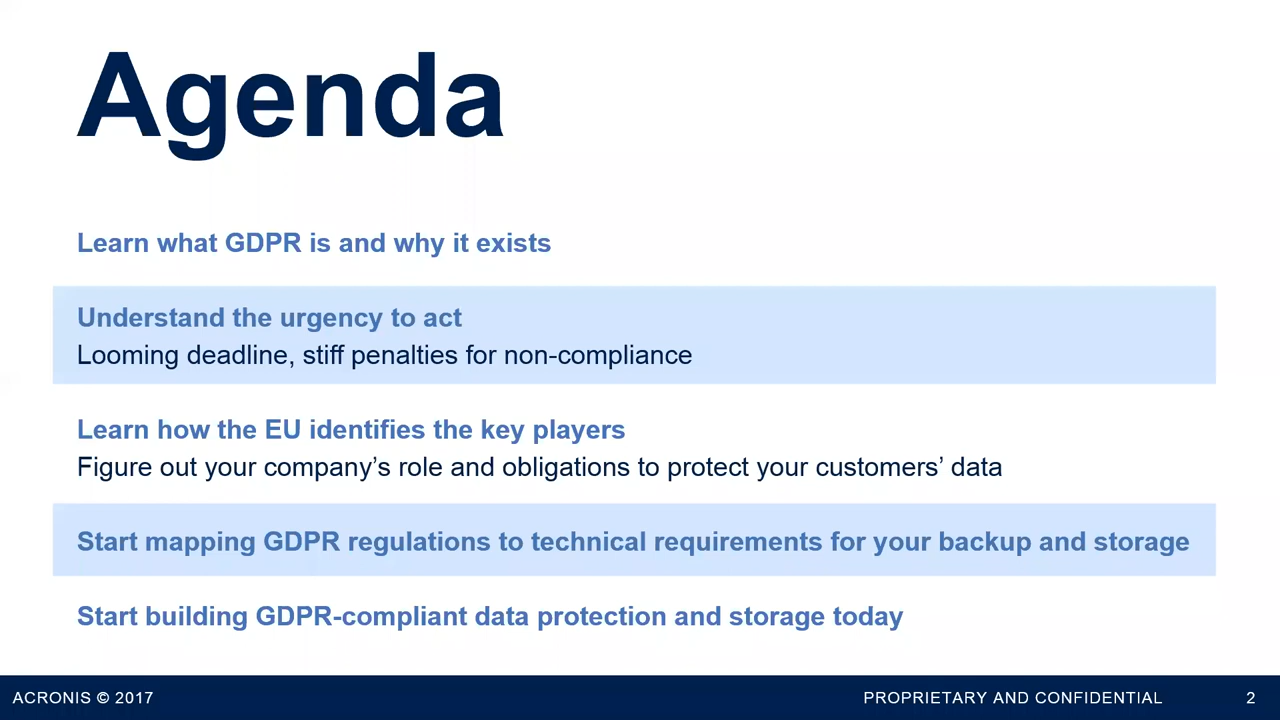 Agenda
Learn what GDPR is and why it exists
Understand the urgency to act
Looming deadline, stiff penalties for non-compliance
Learn how the EU identifies the key players
Figure out your company’s role and obligations to protect your customers’ data
Start mapping GDPR regulations to technical requirements for your backup and storage
Start building GDPR-compliant data protection and storage today
ACRONIS © 2017
PROPRIETARY AND CONFIDENTIAL
2